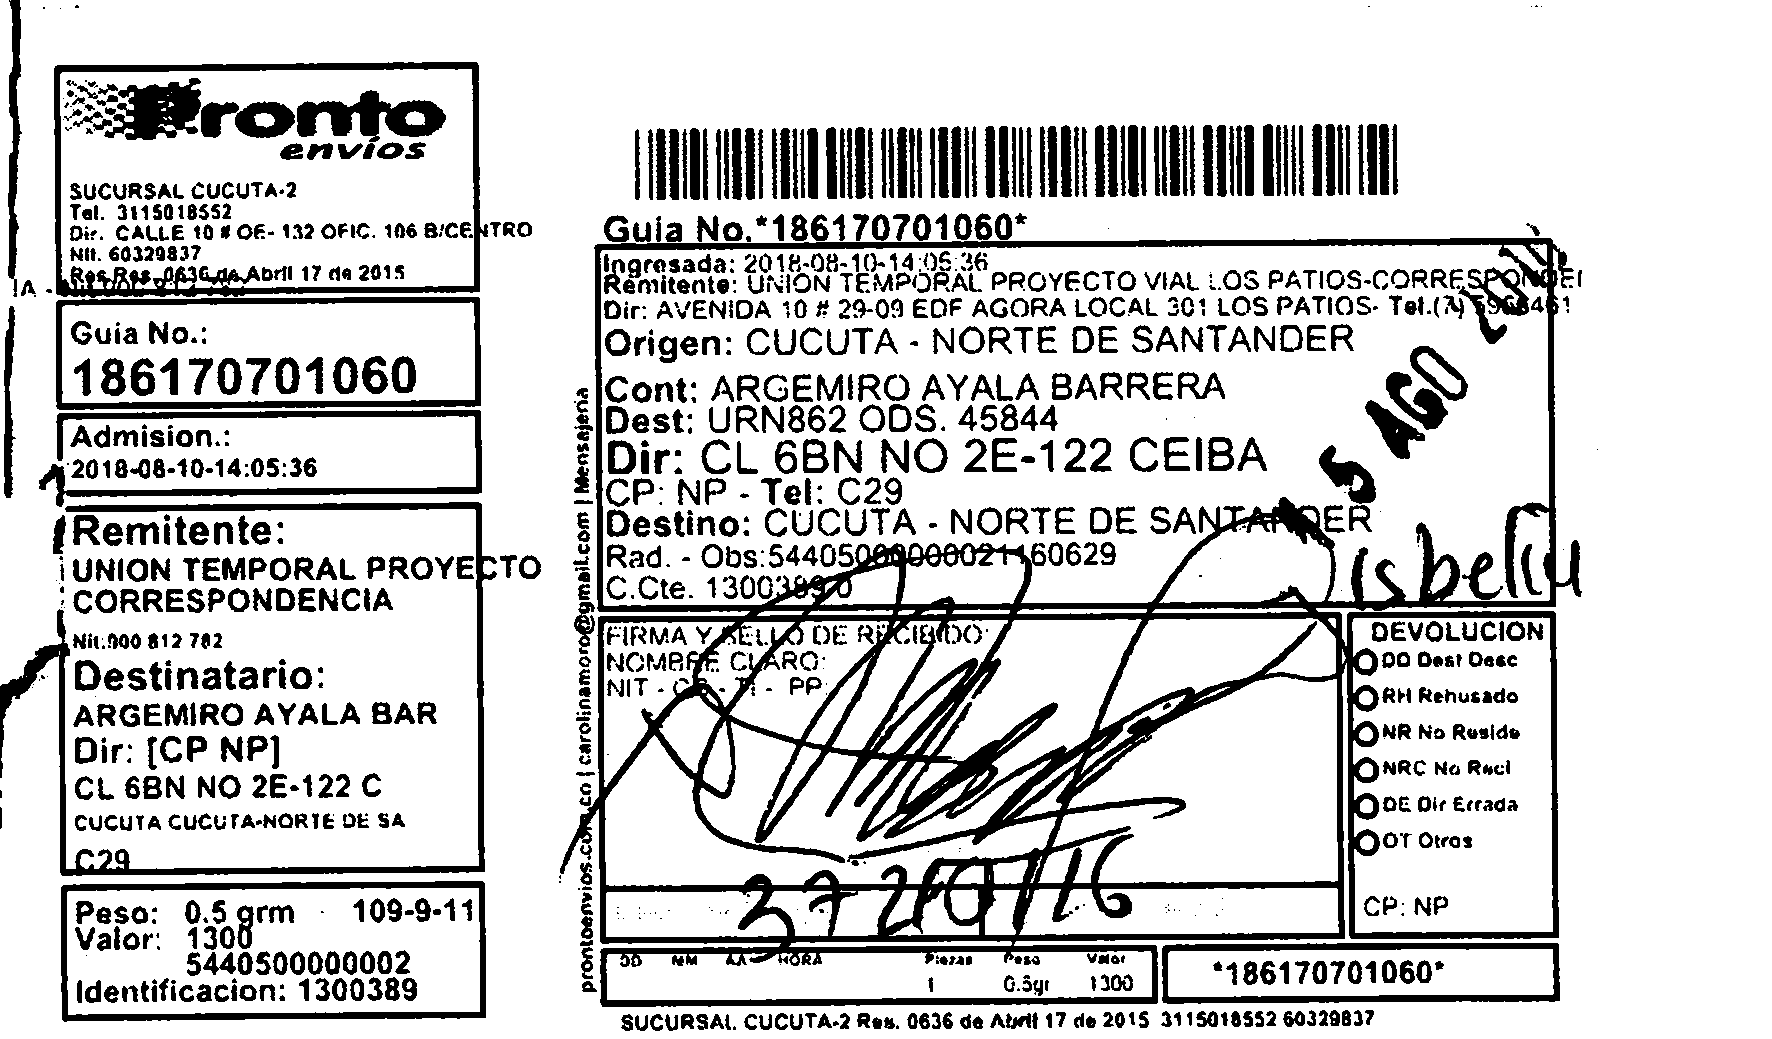 Pronto
envíos
SUCURSAL CUCUTA-2
Tel. 3115018552
Dir. CALLE 10 # OE- 132 OFIC. 106 B/CENTRO
Nit. 60329837
Res.Res. 0636 de Abril 17 de 2015
Guia No.:
186170701060
Admision.:
2018-08-10-14:05:36
Remitente:
UNION TEMPORAL PROYECTO
CORRESPONDENCIA
Nit.900 812 782
Destinatario:
ARGEMIRO AYALA BAR
Dir: [CP NP]
CL 6BN NO 2E-122 C
CUCUTA CUCUTA-NORTE DE SA
C29
Peso: 0.5 grm 109-9-11
Valor: 1300
5440500000002
Identificacion: 1300389
prontoenvios.com.co | carolinamoro@gmail.com | Mensajeria
Guia No.*186170701060*
Ingresada: 2018-08-10-14:05:36
Remitente: UNION TEMPORAL PROYECTO VIAL LOS PATIOS-CORRESPONDEN
Dir: AVENIDA 10 # 29-09 EDF AGORA LOCAL 301 LOS PATIOS- Tel.(7)
Origen: CUCUTA - NORTE DE SANTANDER
Cont: ARGEMIRO AYALA BARRERA
Dest: URN862 ODS. 45844
Dir: CL 6BN NO 2E-122 CEIBA
CP: NP - Tel: C29
Destino: CUCUTA - NORTE DE SANTANDER
Rad. - Obs:54405000000021160629
C.Cte. 1300389 0
AGO
isbelia
FIRMA Y SELLO DE RECIBIDO:
NOMBRE CLARO:
NIT - CC - TI - PP:
DEVOLUCION
DD Dest Desc
RH Rehusado
NR No Reside
NRC No Recl
DE Dir Errada
OT Otros
CP: NP
DD MM AA HORA Piezas Peso Valor
1 0.5gr 1300
*186170701060*
SUCURSAL CUCUTA-2 Res. 0636 de Abril 17 de 2015 3115018552 60329837